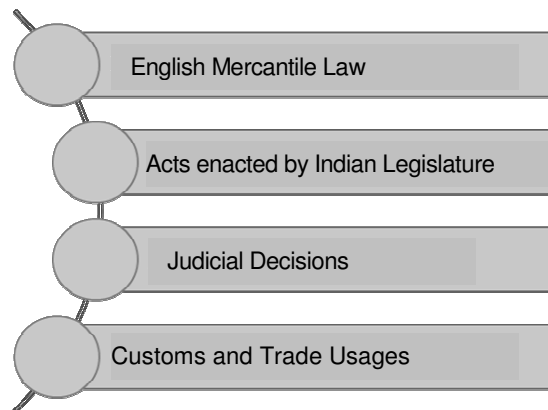 English Mercantile Law
Acts enacted by Indian Legislature
Judicial Decisions
Customs and Trade Usages